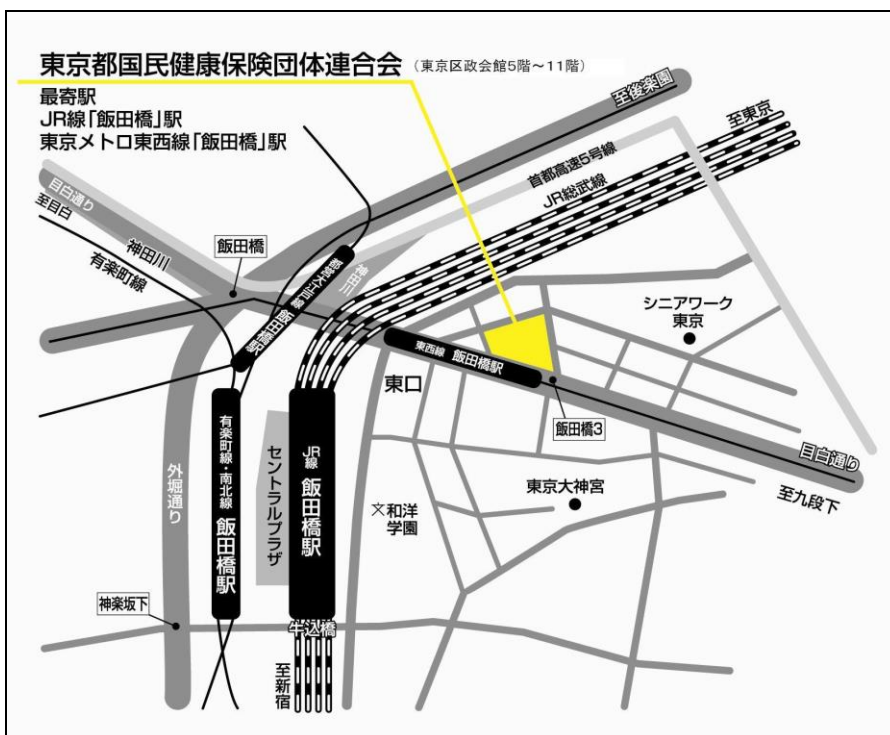 東京都国民健康保険団体連合会 （東京区政会館5階～11階）
最寄駅
JR線「飯田橋」駅
東京メトロ東西線「飯田橋」駅
至後楽園
至東京
首都高速5号線
JR総武線
目白通り
至目白
神田川
有楽町線
飯田橋
都営大江戸線 飯田橋駅
神田川
シニアワーク
東京
東西線 飯田橋駅
東口
飯田橋3
目白通り
至九段下
外堀通り
有楽町線・南北線 飯田橋駅
セントラルプラザ
JR線 飯田橋駅
文和洋
学園
東京大神宮
神楽坂下
牛込橋
至新宿